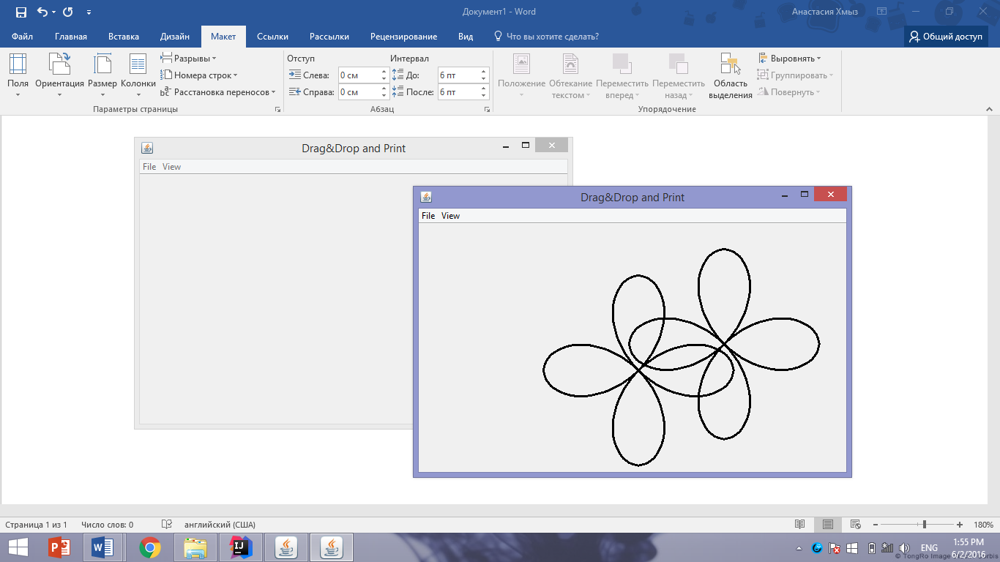 Документ1 - Word
Анастасия Хмыз
Файл Главная Вставка Дизайн Макет Ссылки Рассылки Рецензирование Вид Что вы хотите сделать? Общий доступ
Поля Ориентация Размер Колонки
Разрывы
Номера строк
Расстановка переносов
Параметры страницы
Отступ Интервал
Слева: 0 см До: 6 пт
Справа: 0 см После: 6 пт
Абзац
Положение Обтекание текстом Переместить вперед Переместить назад Область выделения
Выровнять
Группировать
Повернуть
Упорядочение
Drag&Drop and Print
File View
Drag&Drop and Print
File View
Страница 1 из 1 Число слов: 0 английский (США) 180%
ENG
1:55 PM
6/2/2016